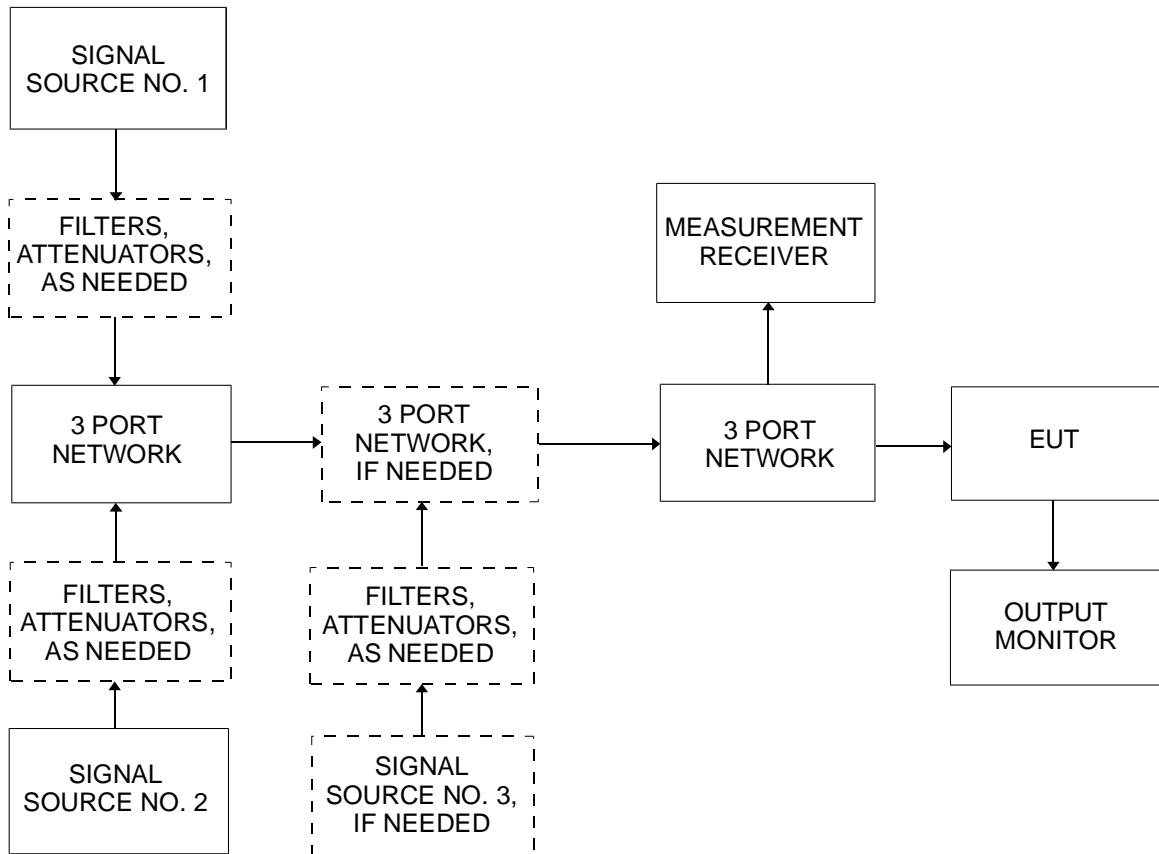 SIGNAL
SOURCE NO. 1
FILTERS,
ATTENUATORS,
AS NEEDED
MEASUREMENT
RECEIVER
3 PORT
NETWORK
3 PORT
NETWORK,
IF NEEDED
3 PORT
NETWORK
EUT
FILTERS,
ATTENUATORS,
AS NEEDED
FILTERS,
ATTENUATORS,
AS NEEDED
OUTPUT
MONITOR
SIGNAL
SOURCE NO. 2
SIGNAL
SOURCE NO. 3,
IF NEEDED